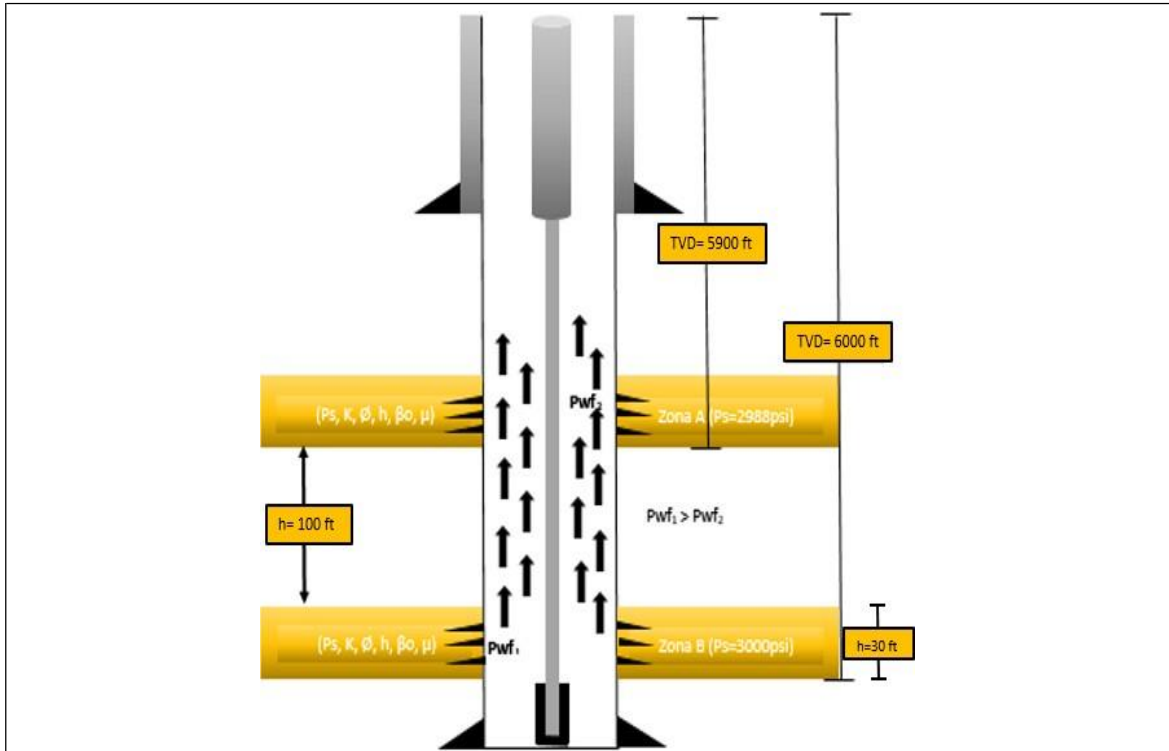 TVD= 5900 ft
TVD= 6000 ft
(Ps, K, Ø, h, βo, μ)
Pwf₂
Zona A (Ps=2988psi)
h= 100 ft
Pwf₁ > Pwf₂
(Ps, K, Ø, h, βo, μ)
Pwf₁
Zona B (Ps=3000psi)
h=30 ft